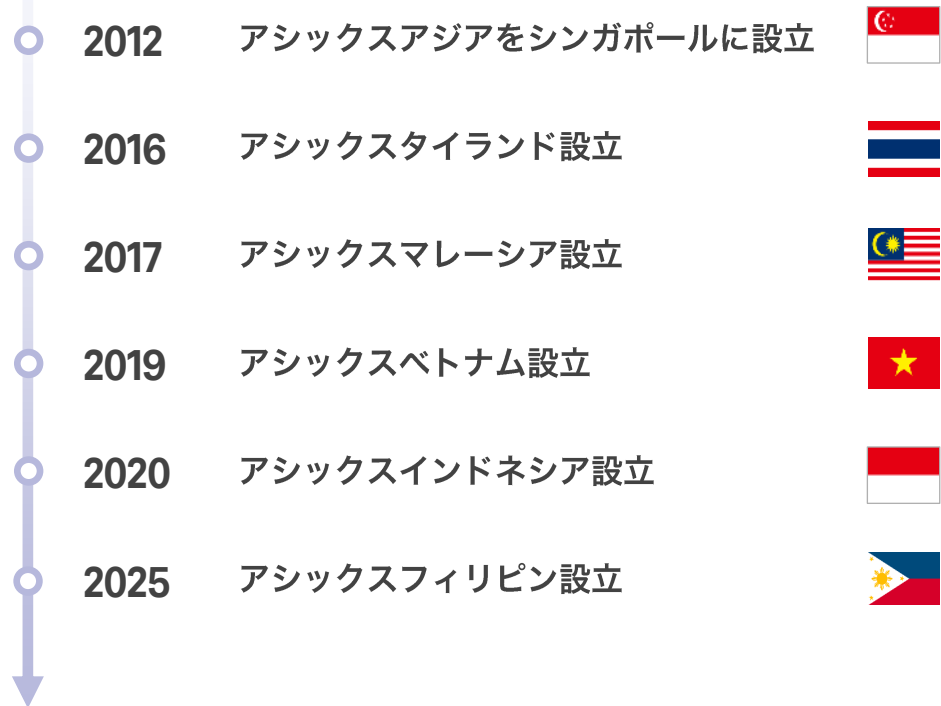 2012 アシックスアジアをシンガポールに設立
2016 アシックスタイランド設立
2017 アシックスマレーシア設立
2019 アシックスベトナム設立
2020 アシックスインドネシア設立
2025 アシックスフィリピン設立